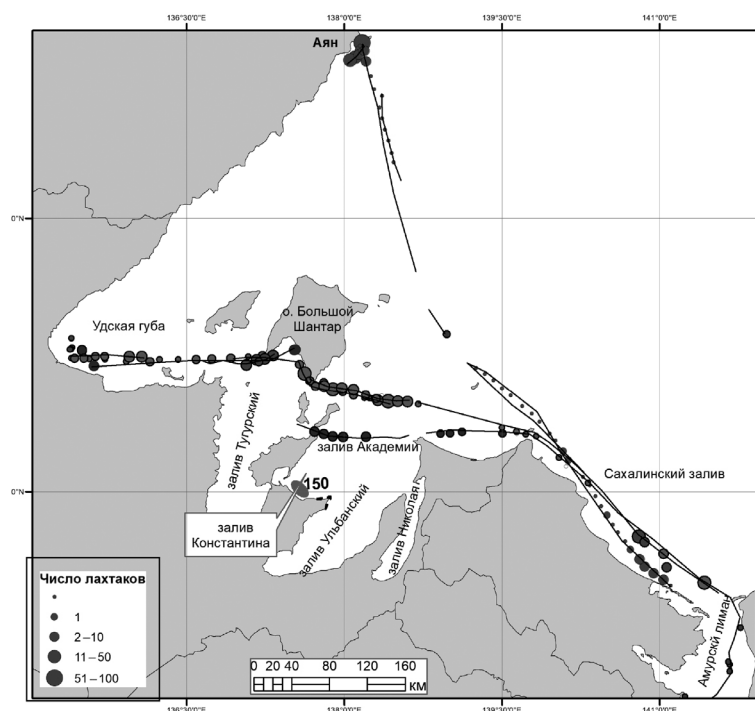 136°30'0"E
138°0'0"E
139°30'0"E
141°0'0"E
Аян
0°N
0°N
о. Большой
Шантар
Удская губа
залив Тугурский
залив Академии
Сахалинский залив
150
залив
Константина
залив Ульбанский
залив Николая
Амурскй лиман
Число лахтаков
1
2–10
11–50
51–100
0 20 40 80 120 160
КМ
136°30'0"E
138°0'0"E
139°30'0"E
141°0'0"E